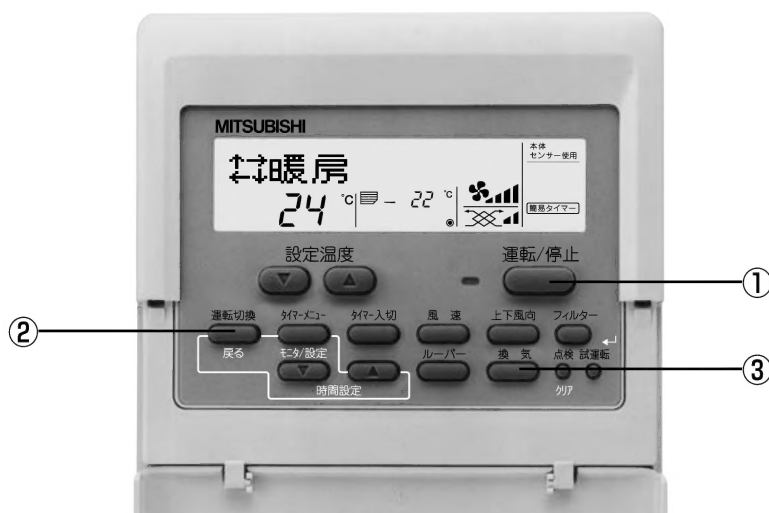 MITSUBISHI
本体
センサー使用
暖房
24 ℃ – 22 ℃
簡易タイマー
設定温度
運転/停止
①
▼ ▲
運転切換 タイマーメニュー タイマー入切 風 速 上下風向 フィルター
②
戻る モニタ/設定 ルーバー 換 気 点検 試運転
▼ ▲
③
時間設定 クリア